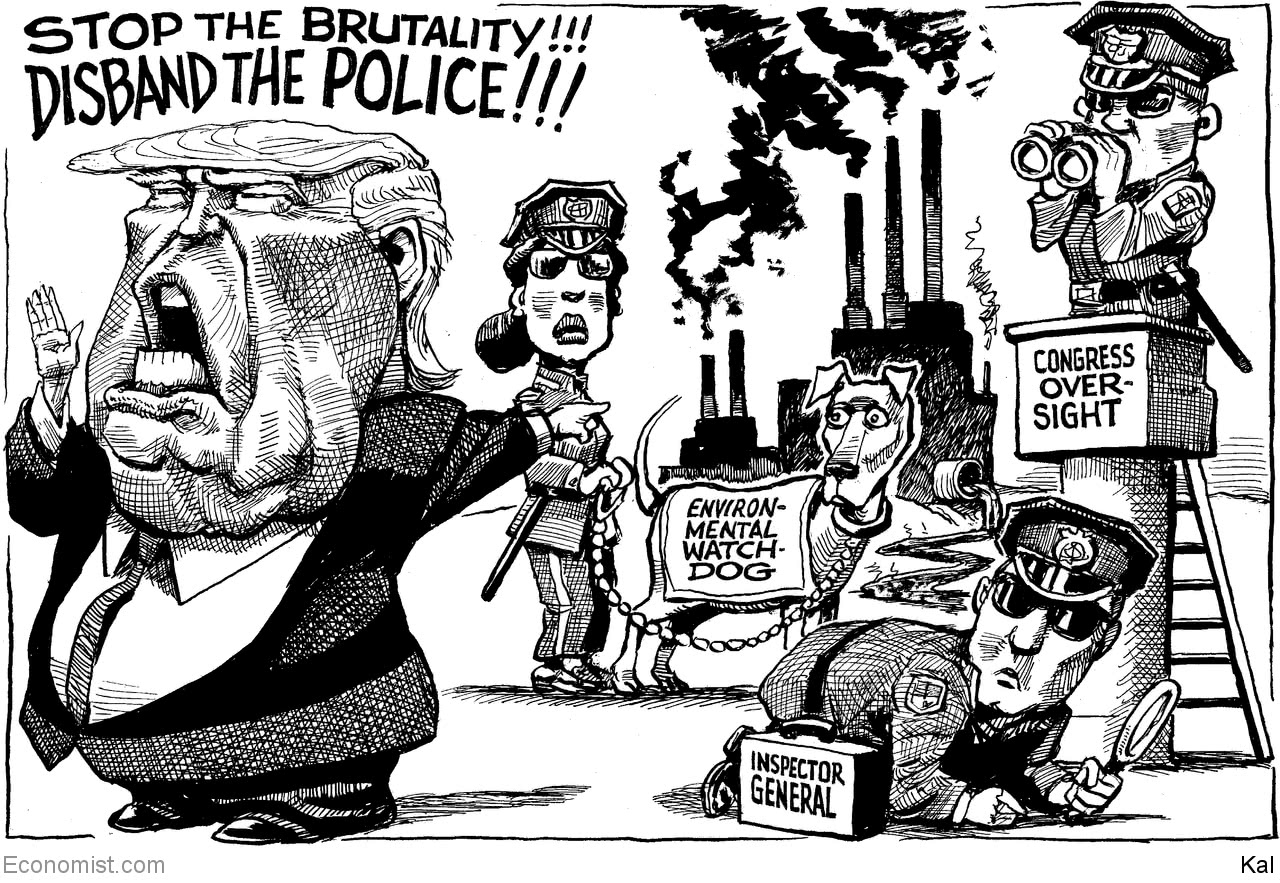 STOP THE BRUTALITY!!!
DISBAND THE POLICE!!!
CONGRESS
OVER-
SIGHT
ENVIRON-
MENTAL
WATCH-
DOG
INSPECTOR
GENERAL
Economist.com
Kal